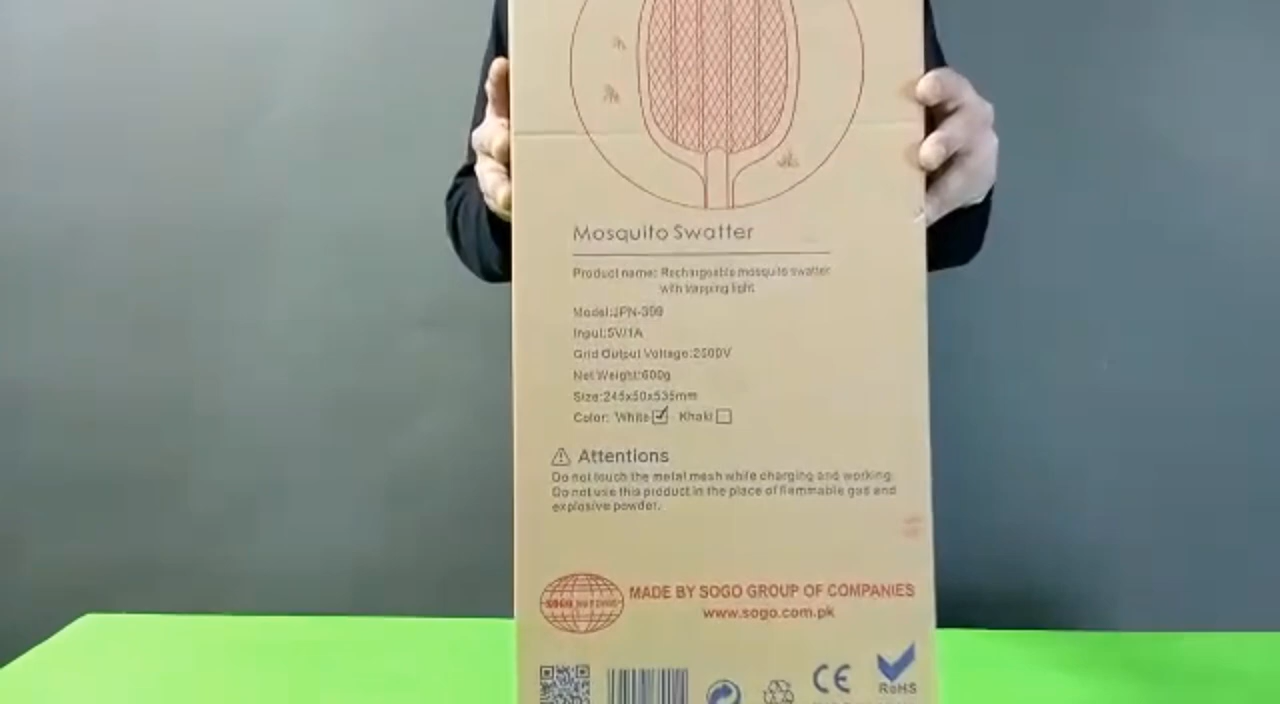 Mosquito Swatter
Product name: Rechargeable mosquito swatter
with trapping light
Model:JPN-399
Input:5V/1A
Grid Output Voltage:2500V
Net Weight:600g
Size:245x50x535mm
Color: White Khaki
Attentions
Do not touch the metal mesh while charging and working.
Do not use this product in the place of flammable gas and
explosive powder.
SOGO
MADE BY SOGO GROUP OF COMPANIES
www.sogo.com.pk
CE
RoHS